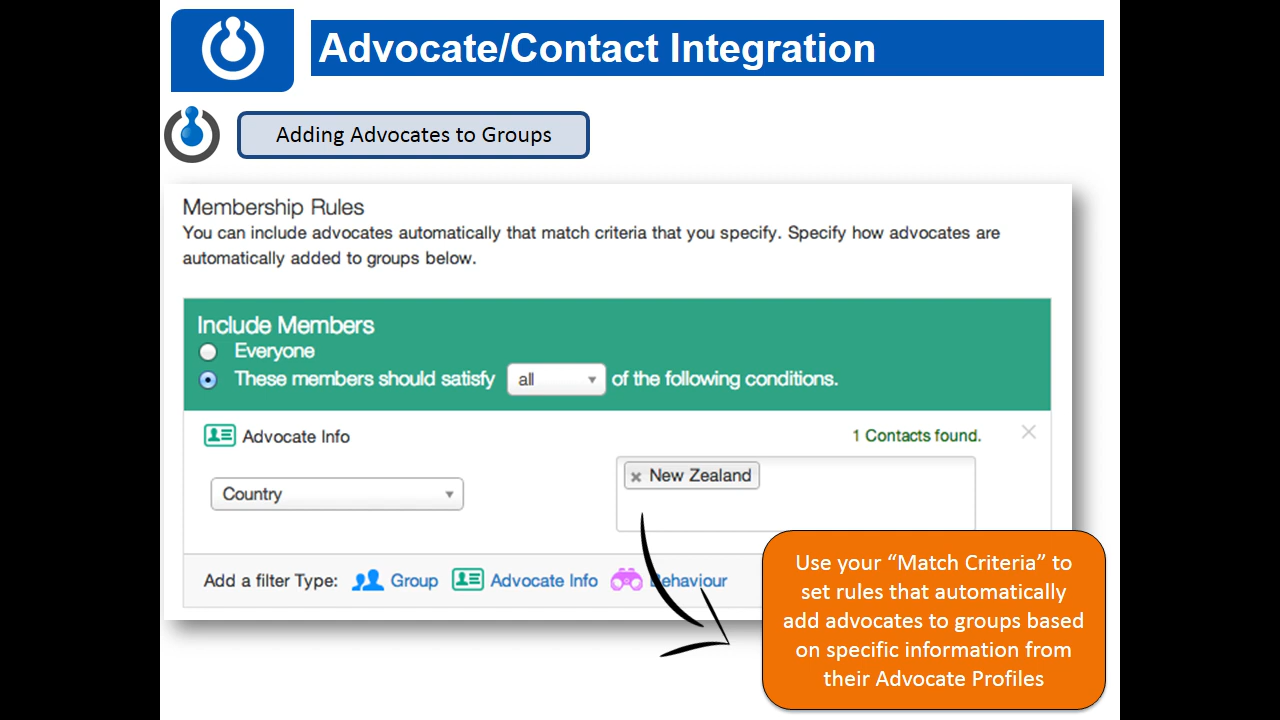 Advocate/Contact Integration
Adding Advocates to Groups
Membership Rules
You can include advocates automatically that match criteria that you specify. Specify how advocates are
automatically added to groups below.
Include Members
Everyone
These members should satisfy all of the following conditions.
Advocate Info
1 Contacts found.
Country
New Zealand
Add a filter Type: Group Advocate Info Behaviour
Use your “Match Criteria” to
set rules that automatically
add advocates to groups based
on specific information from
their Advocate Profiles